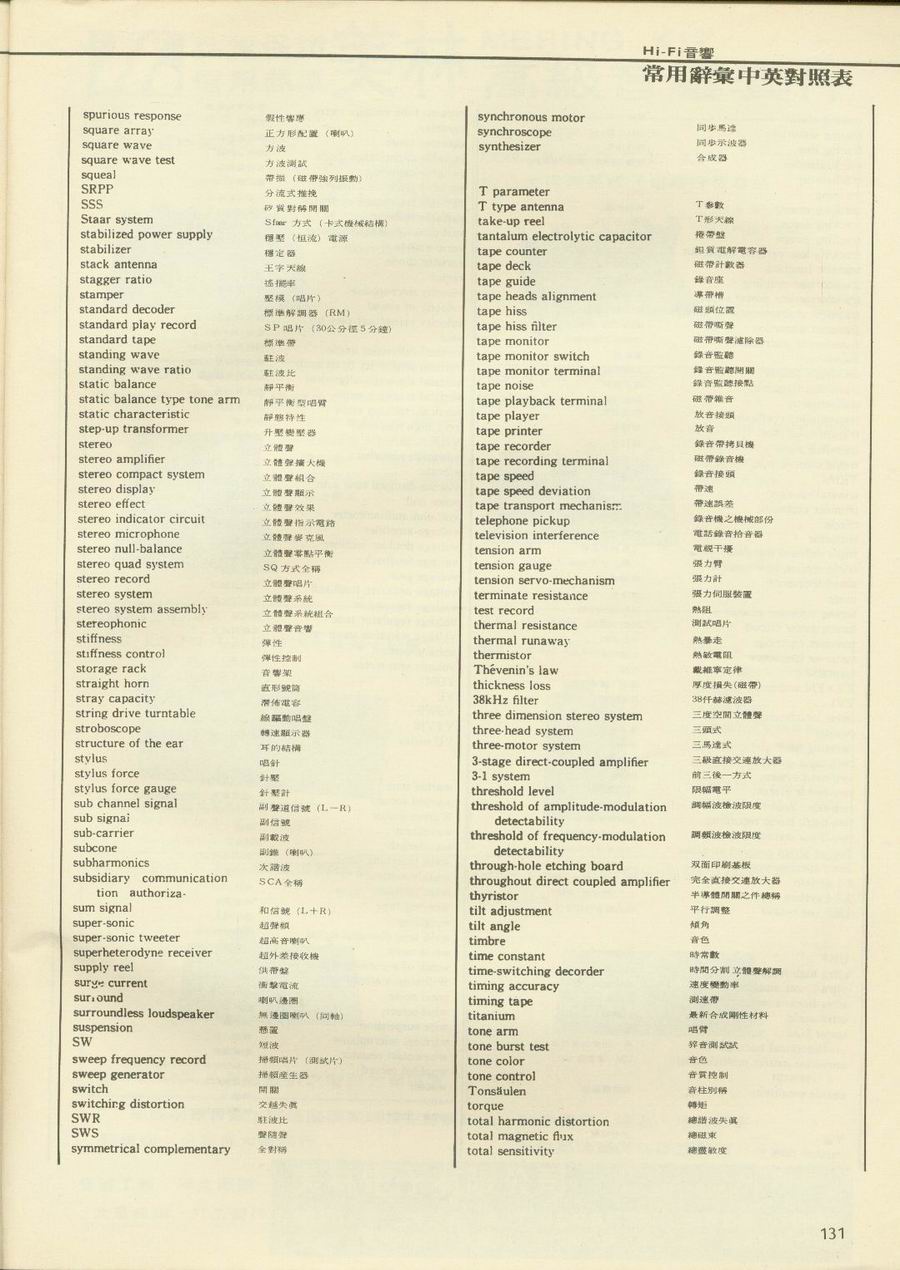 Hi-Fi音響
常用辭彙中英對照表
spurious response 假性響應
square array 正方形配置（喇叭）
square wave 方波
square wave test 方波測試
squeal 帶振（磁帶強列振動）
SRPP 分流式推挽
SSS 矽質對稱開關
Staar system Sfær 方式（卡式機械結構）
stabilized power supply 穩壓（恒流）電源
stabilizer 穩定器
stack antenna 王字天線
stagger ratio 搖擺率
stamper 壓模（唱片）
standard decoder 標準解調器（RM）
standard play record SP唱片（30公分徑5分鐘）
standard tape 標準帶
standing wave 駐波
standing wave ratio 駐波比
static balance 靜平衡
static balance type tone arm 靜平衡型唱臂
static characteristic 靜態特性
step-up transformer 升壓變壓器
stereo 立體聲
stereo amplifier 立體聲擴大機
stereo compact system 立體聲組合
stereo display 立體聲顯示
stereo effect 立體聲效果
stereo indicator circuit 立體聲指示電路
stereo microphone 立體聲麥克風
stereo null-balance 立體聲零點平衡
stereo quad system SQ方式全稱
stereo record 立體聲唱片
stereo system 立體聲系統
stereo system assembly 立體聲系統組合
stereophonic 立體聲音響
stiffness 彈性
stiffness control 彈性控制
storage rack 音響架
straight horn 直形號筒
stray capacity 潛佈電容
string drive turntable 線驅動唱盤
stroboscope 轉速顯示器
structure of the ear 耳的結構
stylus 唱針
stylus force 針壓
stylus force gauge 針壓計
sub channel signal 副聲道信號（L－R）
sub signal 副信號
sub-carrier 副載波
subcone 副錐（喇叭）
subharmonics 次諧波
subsidiary communication SCA全稱
tion authoriza-
sum signal 和信號（L＋R）
super-sonic 超聲頻
super-sonic tweeter 超高音喇叭
superheterodyne receiver 超外差接收機
supply reel 供帶盤
surge current 衝擊電流
surround 喇叭邊圈
surroundless loudspeaker 無邊圈喇叭（同軸）
suspension 懸置
SW 短波
sweep frequency record 掃頻唱片（測試片）
sweep generator 掃頻產生器
switch 開關
switching distortion 交越失眞
SWR 駐波比
SWS 聲隨聲
symmetrical complementary 全對稱
synchronous motor 同步馬達
synchroscope 同步示波器
synthesizer 合成器
T parameter T參數
T type antenna T形天線
take-up reel 捲帶盤
tantalum electrolytic capacitor 鉭質電解電容器
tape counter 磁帶計數器
tape deck 錄音座
tape guide 導帶槽
tape heads alignment 磁頭位置
tape hiss 磁帶嘶聲
tape hiss filter 磁帶嘶聲濾除器
tape monitor 錄音監聽
tape monitor switch 錄音監聽開關
tape monitor terminal 錄音監聽接點
tape noise 磁帶雜音
tape playback terminal 放音接頭
tape player 放音
tape printer 錄音帶拷貝機
tape recorder 磁帶錄音機
tape recording terminal 錄音接頭
tape speed 帶速
tape speed deviation 帶速誤差
tape transport mechanism 錄音機之機械部份
telephone pickup 電話錄音拾音器
television interference 電視干擾
tension arm 張力臂
tension gauge 張力計
tension servo-mechanism 張力伺服裝置
terminate resistance 熱阻
test record 測試唱片
thermal resistance
thermal runaway 熱暴走
thermistor 熱敏電阻
Thévenin's law 戴維寧定律
thickness loss 厚度損失(磁帶)
38kHz filter 38仟赫濾波器
three dimension stereo system 三度空間立體聲
three-head system 三頭式
three-motor system 三馬達式
3-stage direct-coupled amplifier 三級直接交連放大器
3-1 system 前三後一方式
threshold level 限幅電平
threshold of amplitude-modulation 調幅波檢波限度
detectability
threshold of frequency-modulation 調頻波檢波限度
detectability
through-hole etching board 双面印刷基板
throughout direct coupled amplifier 完全直接交連放大器
thyristor 半導體開關之件總稱
tilt adjustment 平行調整
tilt angle 傾角
timbre 音色
time constant 時常數
time-switching decorder 時間分割立體聲解調
timing accuracy 速度變動率
timing tape 測速帶
titanium 最新合成剛性材料
tone arm 唱臂
tone burst test 猝音測試試
tone color 音色
tone control 音質控制
Tonsäulen 音柱別稱
torque 轉矩
total harmonic distortion 總諧波失眞
total magnetic flux 總磁束
total sensitivity 總靈敏度
131